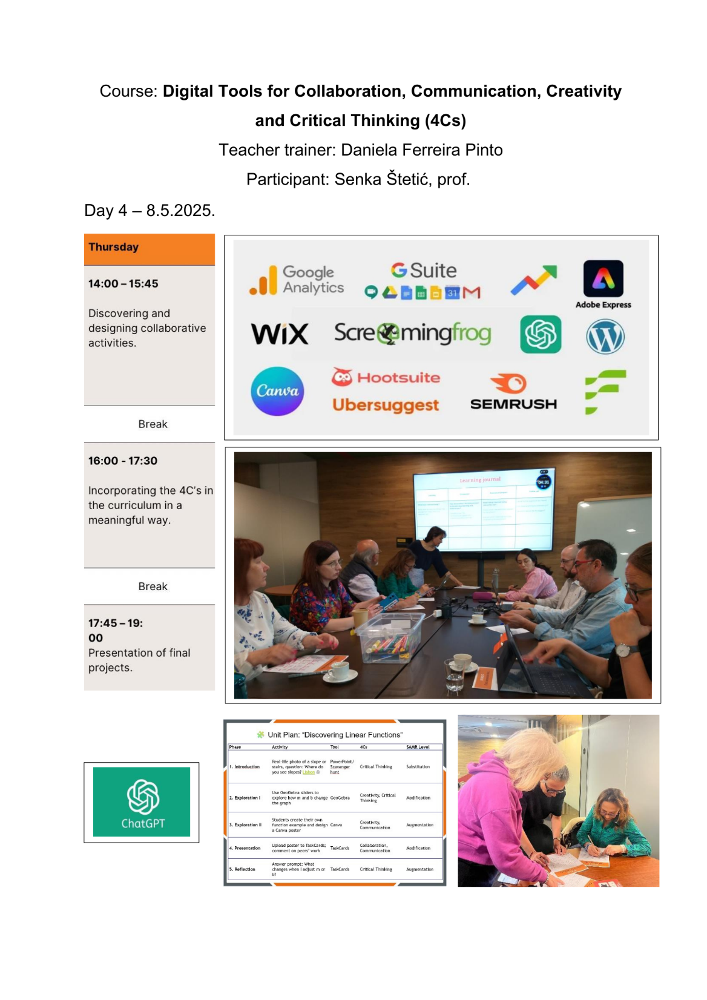 Course: Digital Tools for Collaboration, Communication, Creativity
and Critical Thinking (4Cs)
Teacher trainer: Daniela Ferreira Pinto
Participant: Senka Štetić, prof.
Day 4 – 8.5.2025.
Thursday
14:00 – 15:45
Discovering and
designing collaborative
activities.
Break
16:00 - 17:30
Incorporating the 4C's in
the curriculum in a
meaningful way.
Break
17:45 – 19:
00
Presentation of final
projects.
Google
Analytics
G Suite
31
Adobe Express
WiX
Screamingfrog
Canva
Hootsuite
Ubersuggest
SEMRUSH
Learning journal
04:31
ChatGPT
Unit Plan: "Discovering Linear Functions"
Phase Activity Tool 4Cs SAMR Level
1. Introduction
Real-life photo of a slope or
stairs, question: Where do
you see slopes? Lisbon
PowerPoint/
Scavenger
hunt
Critical Thinking
Substitution
2. Exploration I
Use GeoGebra sliders to
explore how m and b change
the graph
GeoGebra
Creativity, Critical
Thinking
Modification
3. Exploration II
Students create their own
function example and design
a Canva poster
Canva
Creativity,
Communication
Augmentation
4. Presentation
Upload poster to TaskCards;
comment on peers' work
TaskCards
Collaboration,
Communication
Modification
5. Reflection
Answer prompt: What
changes when I adjust m or
b?
TaskCards
Critical Thinking
Augmentation